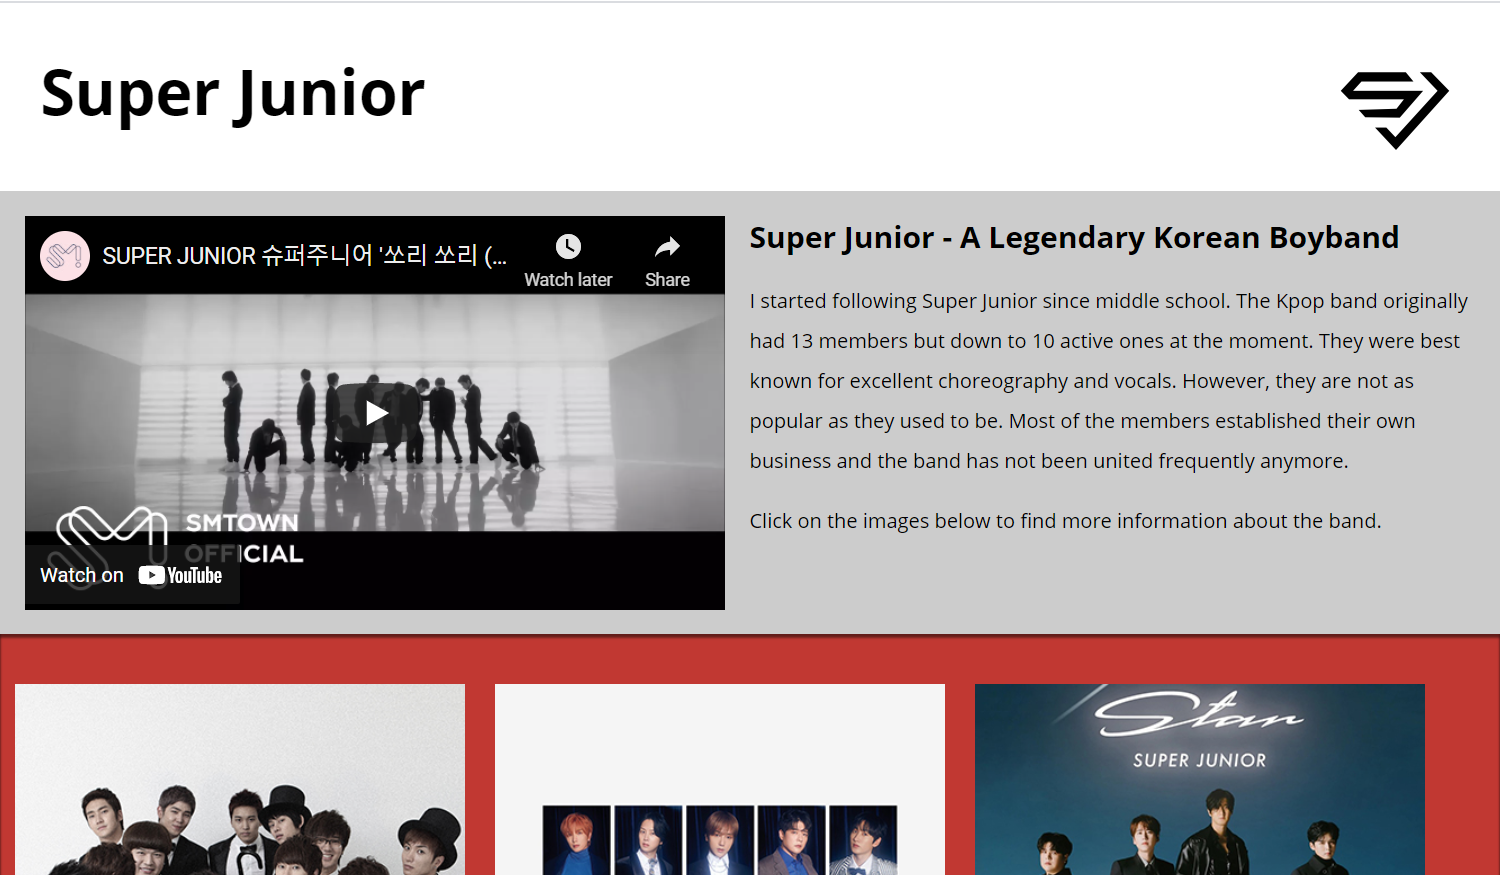 Super Junior
SUPER JUNIOR 슈퍼주니어 '쏘리 쏘리 (...
Watch later
Share
SMTOWN
OFFICIAL
Watch on YouTube
Super Junior - A Legendary Korean Boyband
I started following Super Junior since middle school. The Kpop band originally
had 13 members but down to 10 active ones at the moment. They were best
known for excellent choreography and vocals. However, they are not as
popular as they used to be. Most of the members established their own
business and the band has not been united frequently anymore.
Click on the images below to find more information about the band.
Star
SUPER JUNIOR